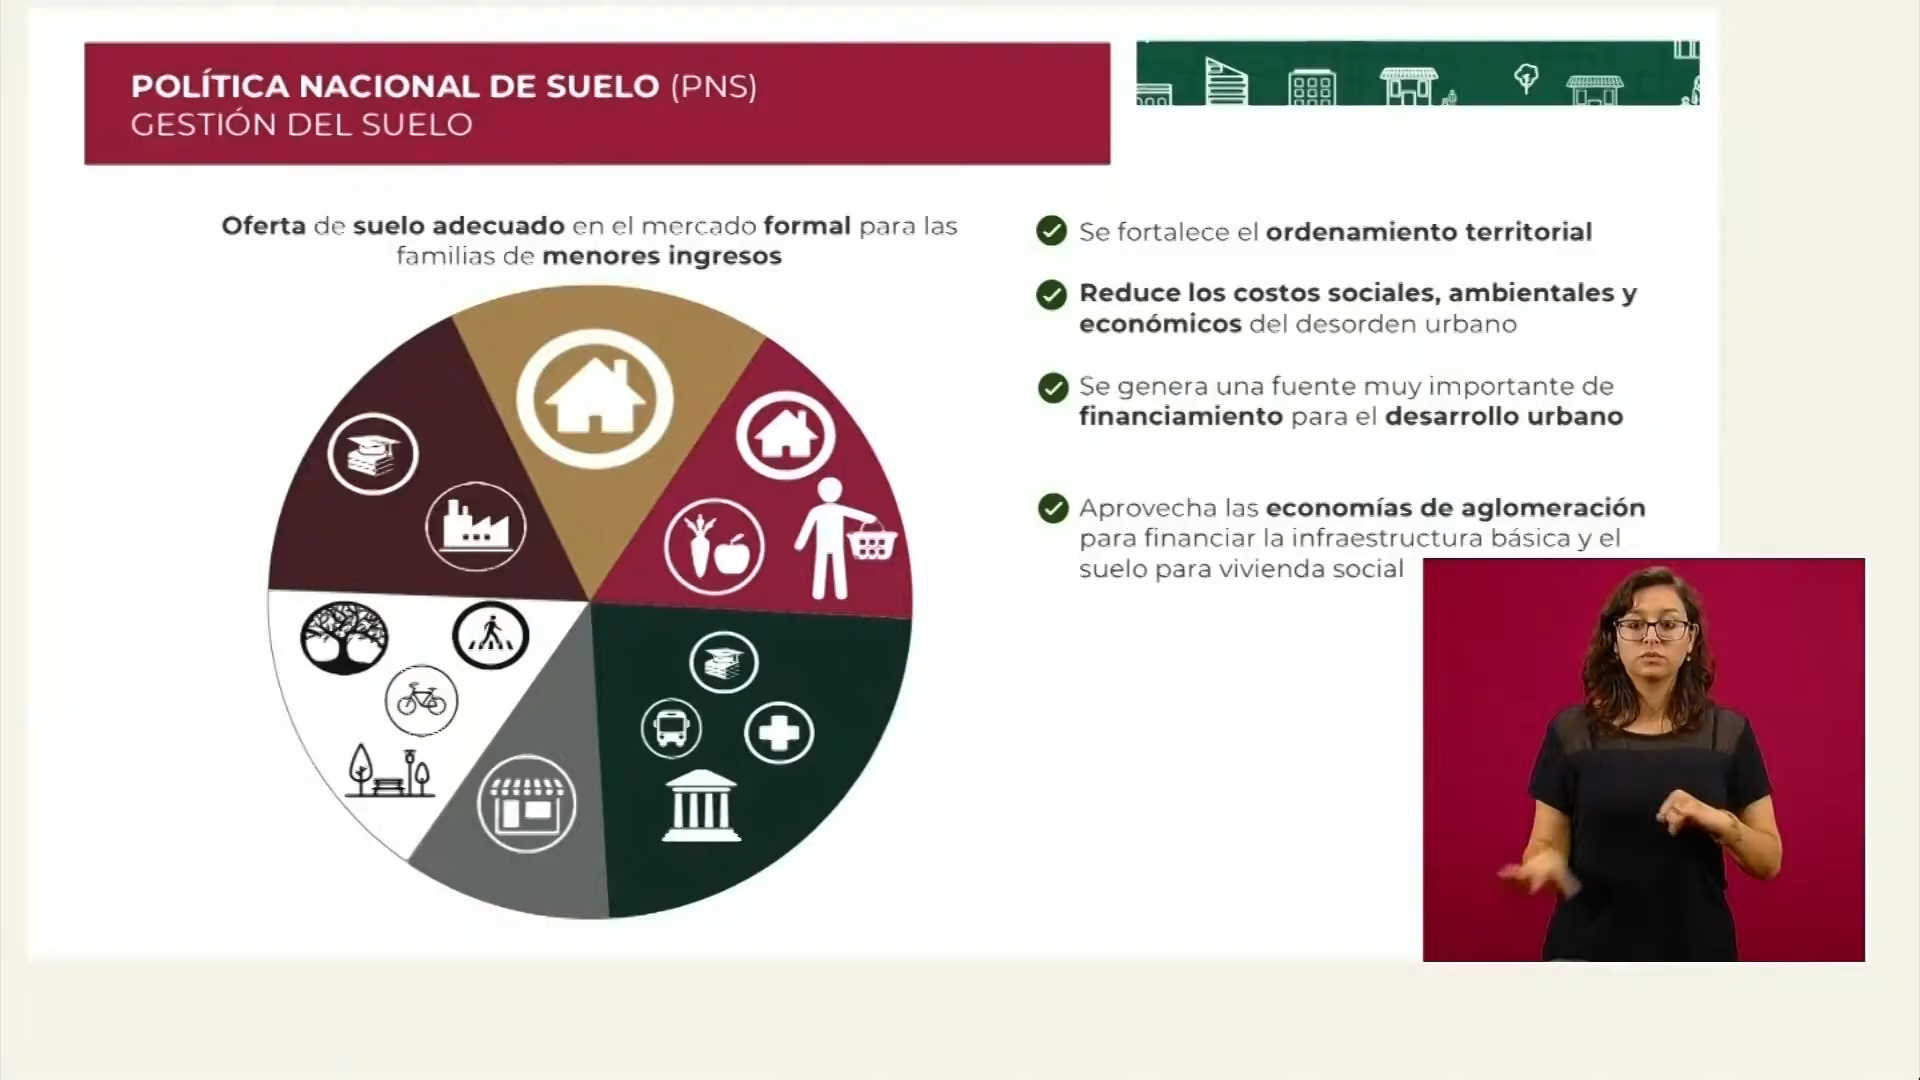 POLÍTICA NACIONAL DE SUELO (PNS)
GESTIÓN DEL SUELO
Oferta de suelo adecuado en el mercado formal para las
familias de menores ingresos
Se fortalece el ordenamiento territorial
Reduce los costos sociales, ambientales y
económicos del desorden urbano
Se genera una fuente muy importante de
financiamiento para el desarrollo urbano
Aprovecha las economías de aglomeración
para financiar la infraestructura básica y el
suelo para vivienda social